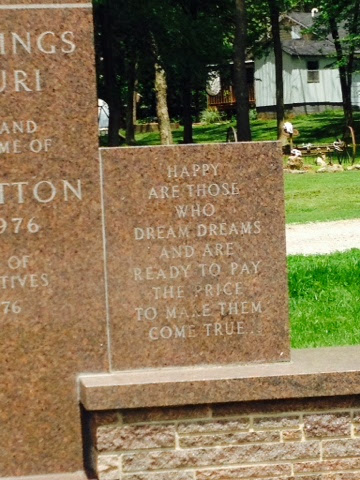 INGS
URI
AND
ME OF
TTON
1976
OF
TIVES
76
HAPPY
ARE THOSE
WHO
DREAM DREAMS
AND ARE
READY TO PAY
THE PRICE
TO MAKE THEM
COME TRUE.